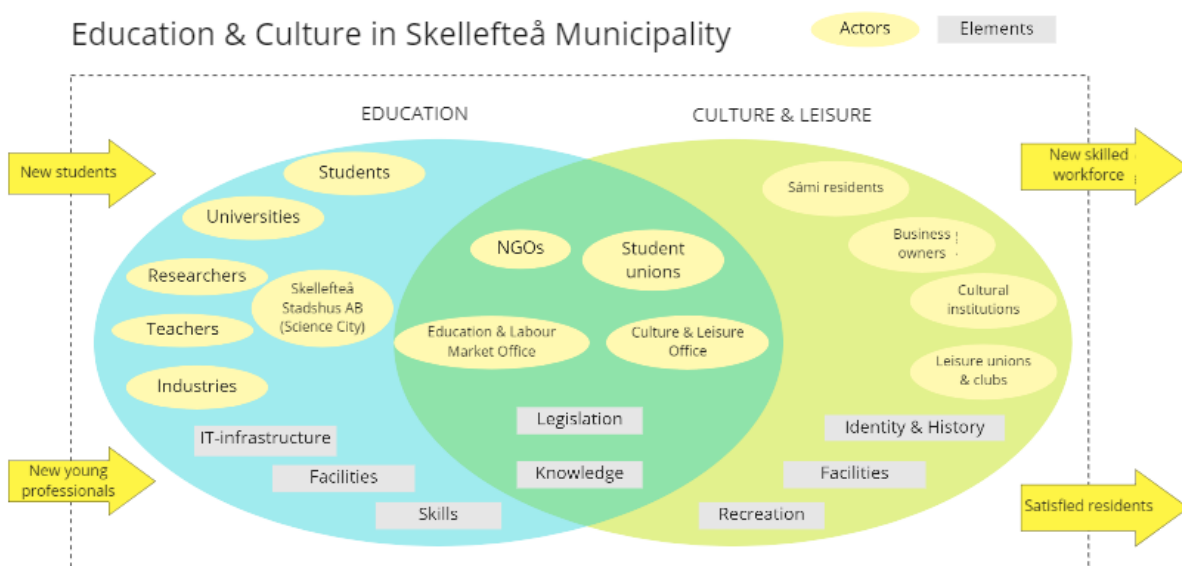 Education & Culture in Skellefteå Municipality
Actors
Elements
EDUCATION
CULTURE & LEISURE
New students
New skilled
workforce
Students
Sámi residents
Universities
NGOs
Student
unions
Business
owners
Researchers
Skellefteå
Stadshus AB
(Science City)
Cultural
institutions
Teachers
Education & Labour
Market Office
Culture & Leisure
Office
Leisure unions
& clubs
Industries
Legislation
Identity & History
IT-infrastructure
New young
professionals
Facilities
Knowledge
Facilities
Skills
Recreation
Satisfied residents